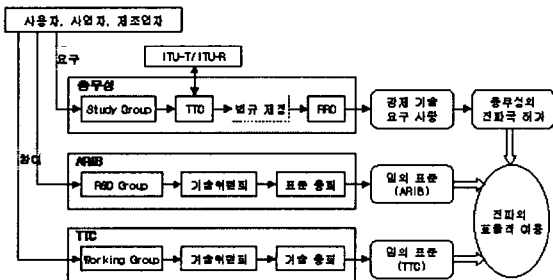 사용자, 사업자, 제조업자
요구
ITU-T/ITU-R
총무성
Study Group
TTC
법규 제정
RRC
강제 기술
요구 사항
총무성의
전파국 허가
참여
ARIB
R&D Group
기술위원회
표준 총회
임의 표준
(ARIB)
전파의
효율적 이용
TTC
Working Group
기술위원회
기술 총회
임의 표준
(TTC)